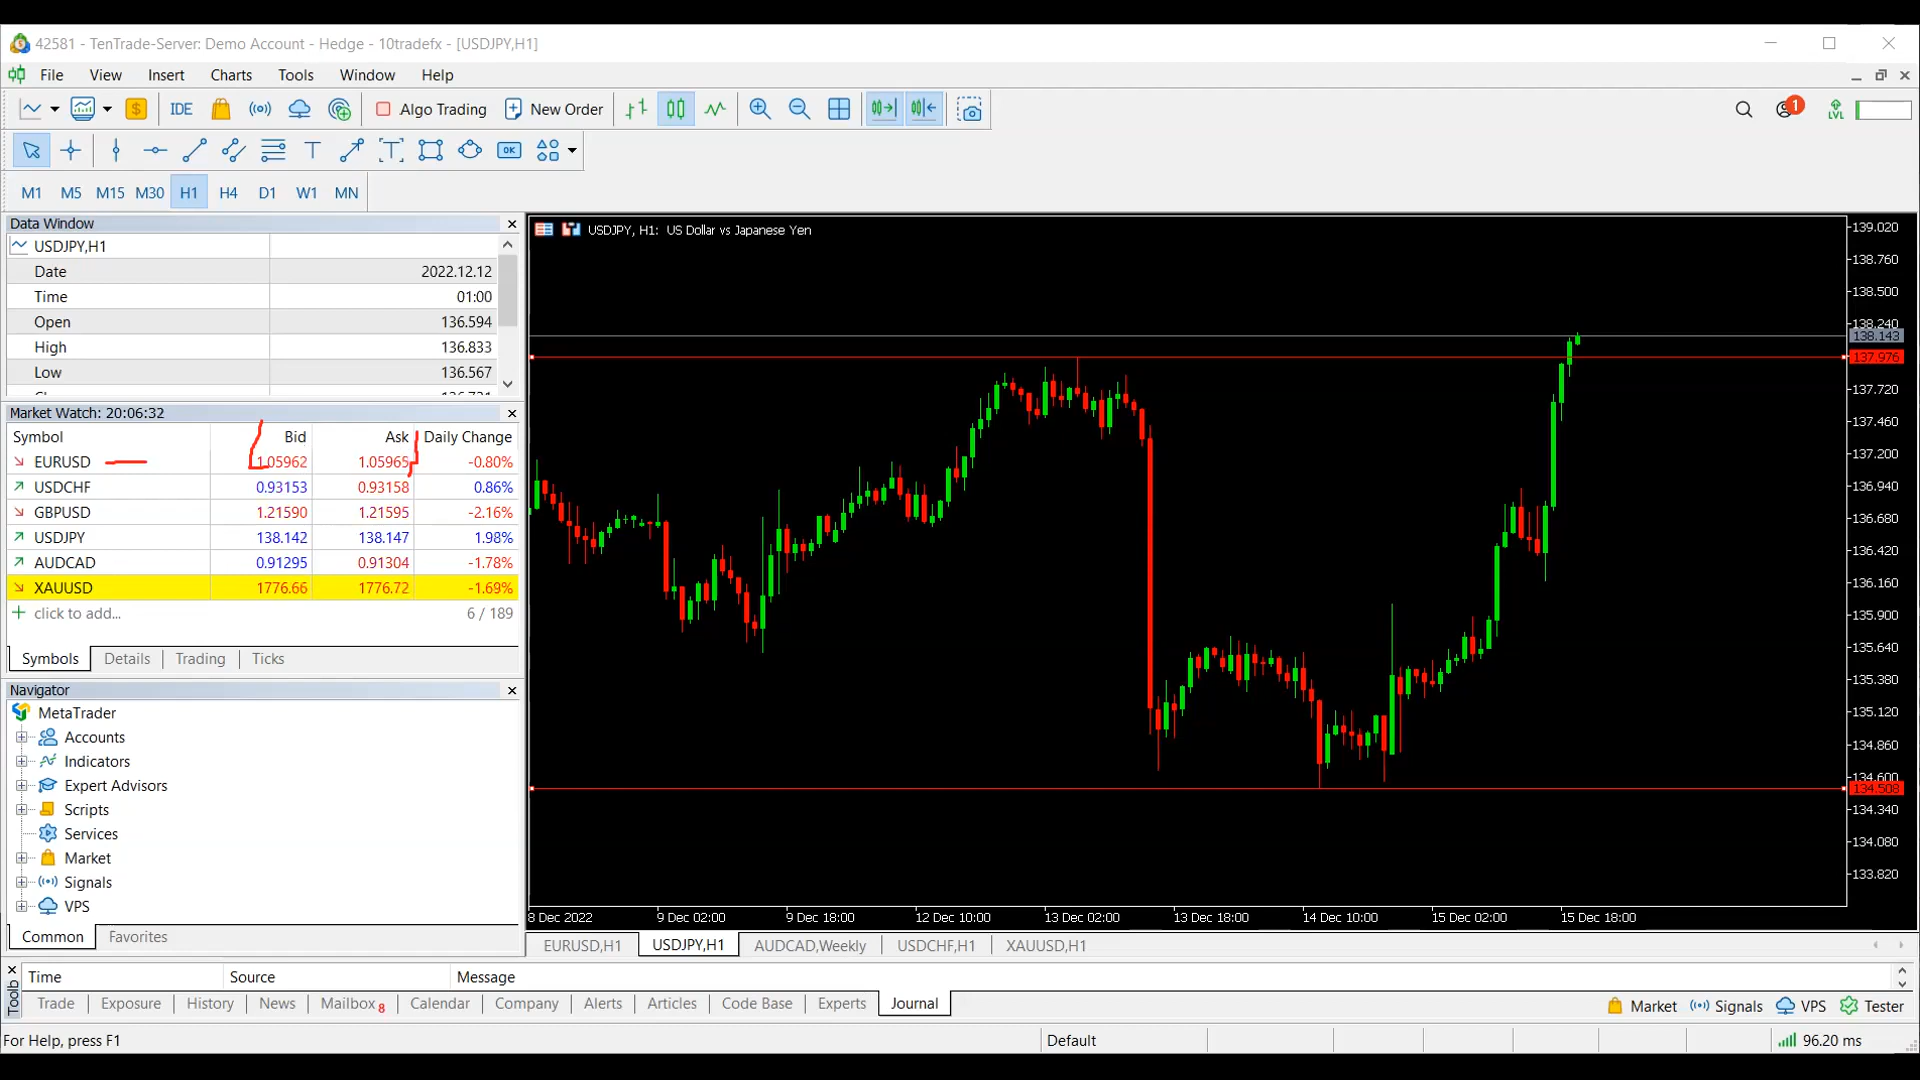 42581 - TenTrade-Server: Demo Account - Hedge - 10tradefx - [USDJPY,H1]
File View Insert Charts Tools Window Help
IDE Algo Trading New Order 1 LVL
T T OK
M1 M5 M15 M30 H1 H4 D1 W1 MN
Data Window
USDJPY,H1
Date 2022.12.12
Time 01:00
Open 136.594
High 136.833
Low 136.567
Market Watch: 20:06:32
Symbol Bid Ask Daily Change
EURUSD 1.05962 1.05965 -0.80%
USDCHF 0.93153 0.93158 0.86%
GBPUSD 1.21590 1.21595 -2.16%
USDJPY 138.142 138.147 1.98%
AUDCAD 0.91295 0.91304 -1.78%
XAUUSD 1776.66 1776.72 -1.69%
click to add... 6 / 189
Symbols Details Trading Ticks
Navigator
MetaTrader
Accounts
Indicators
Expert Advisors
Scripts
Services
Market
Signals
VPS
Common Favorites
USDJPY, H1: US Dollar vs Japanese Yen
139.020
138.760
138.500
138.240
138.143
137.976
137.720
137.460
137.200
136.940
136.680
136.420
136.160
135.900
135.640
135.380
135.120
134.860
134.600
134.508
134.340
134.080
133.820
8 Dec 2022 9 Dec 02:00 9 Dec 18:00 12 Dec 10:00 13 Dec 02:00 13 Dec 18:00 14 Dec 10:00 15 Dec 02:00 15 Dec 18:00
EURUSD,H1 USDJPY,H1 AUDCAD,Weekly USDCHF,H1 XAUUSD,H1
Toolb
Time Source Message
Trade Exposure History News Mailbox 8 Calendar Company Alerts Articles Code Base Experts Journal
Market Signals VPS Tester
For Help, press F1 Default 96.20 ms